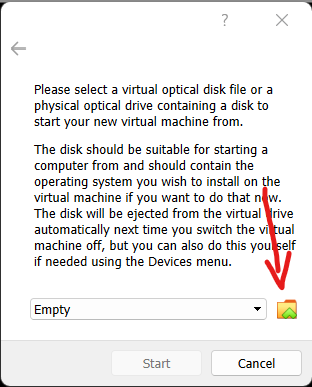 ?
Please select a virtual optical disk file or a
physical optical drive containing a disk to
start your new virtual machine from.
The disk should be suitable for starting a
computer from and should contain the
operating system you wish to install on the
virtual machine if you want to do that now.
The disk will be ejected from the virtual drive
automatically next time you switch the virtual
machine off, but you can also do this yourself
if needed using the Devices menu.
Empty
Start
Cancel